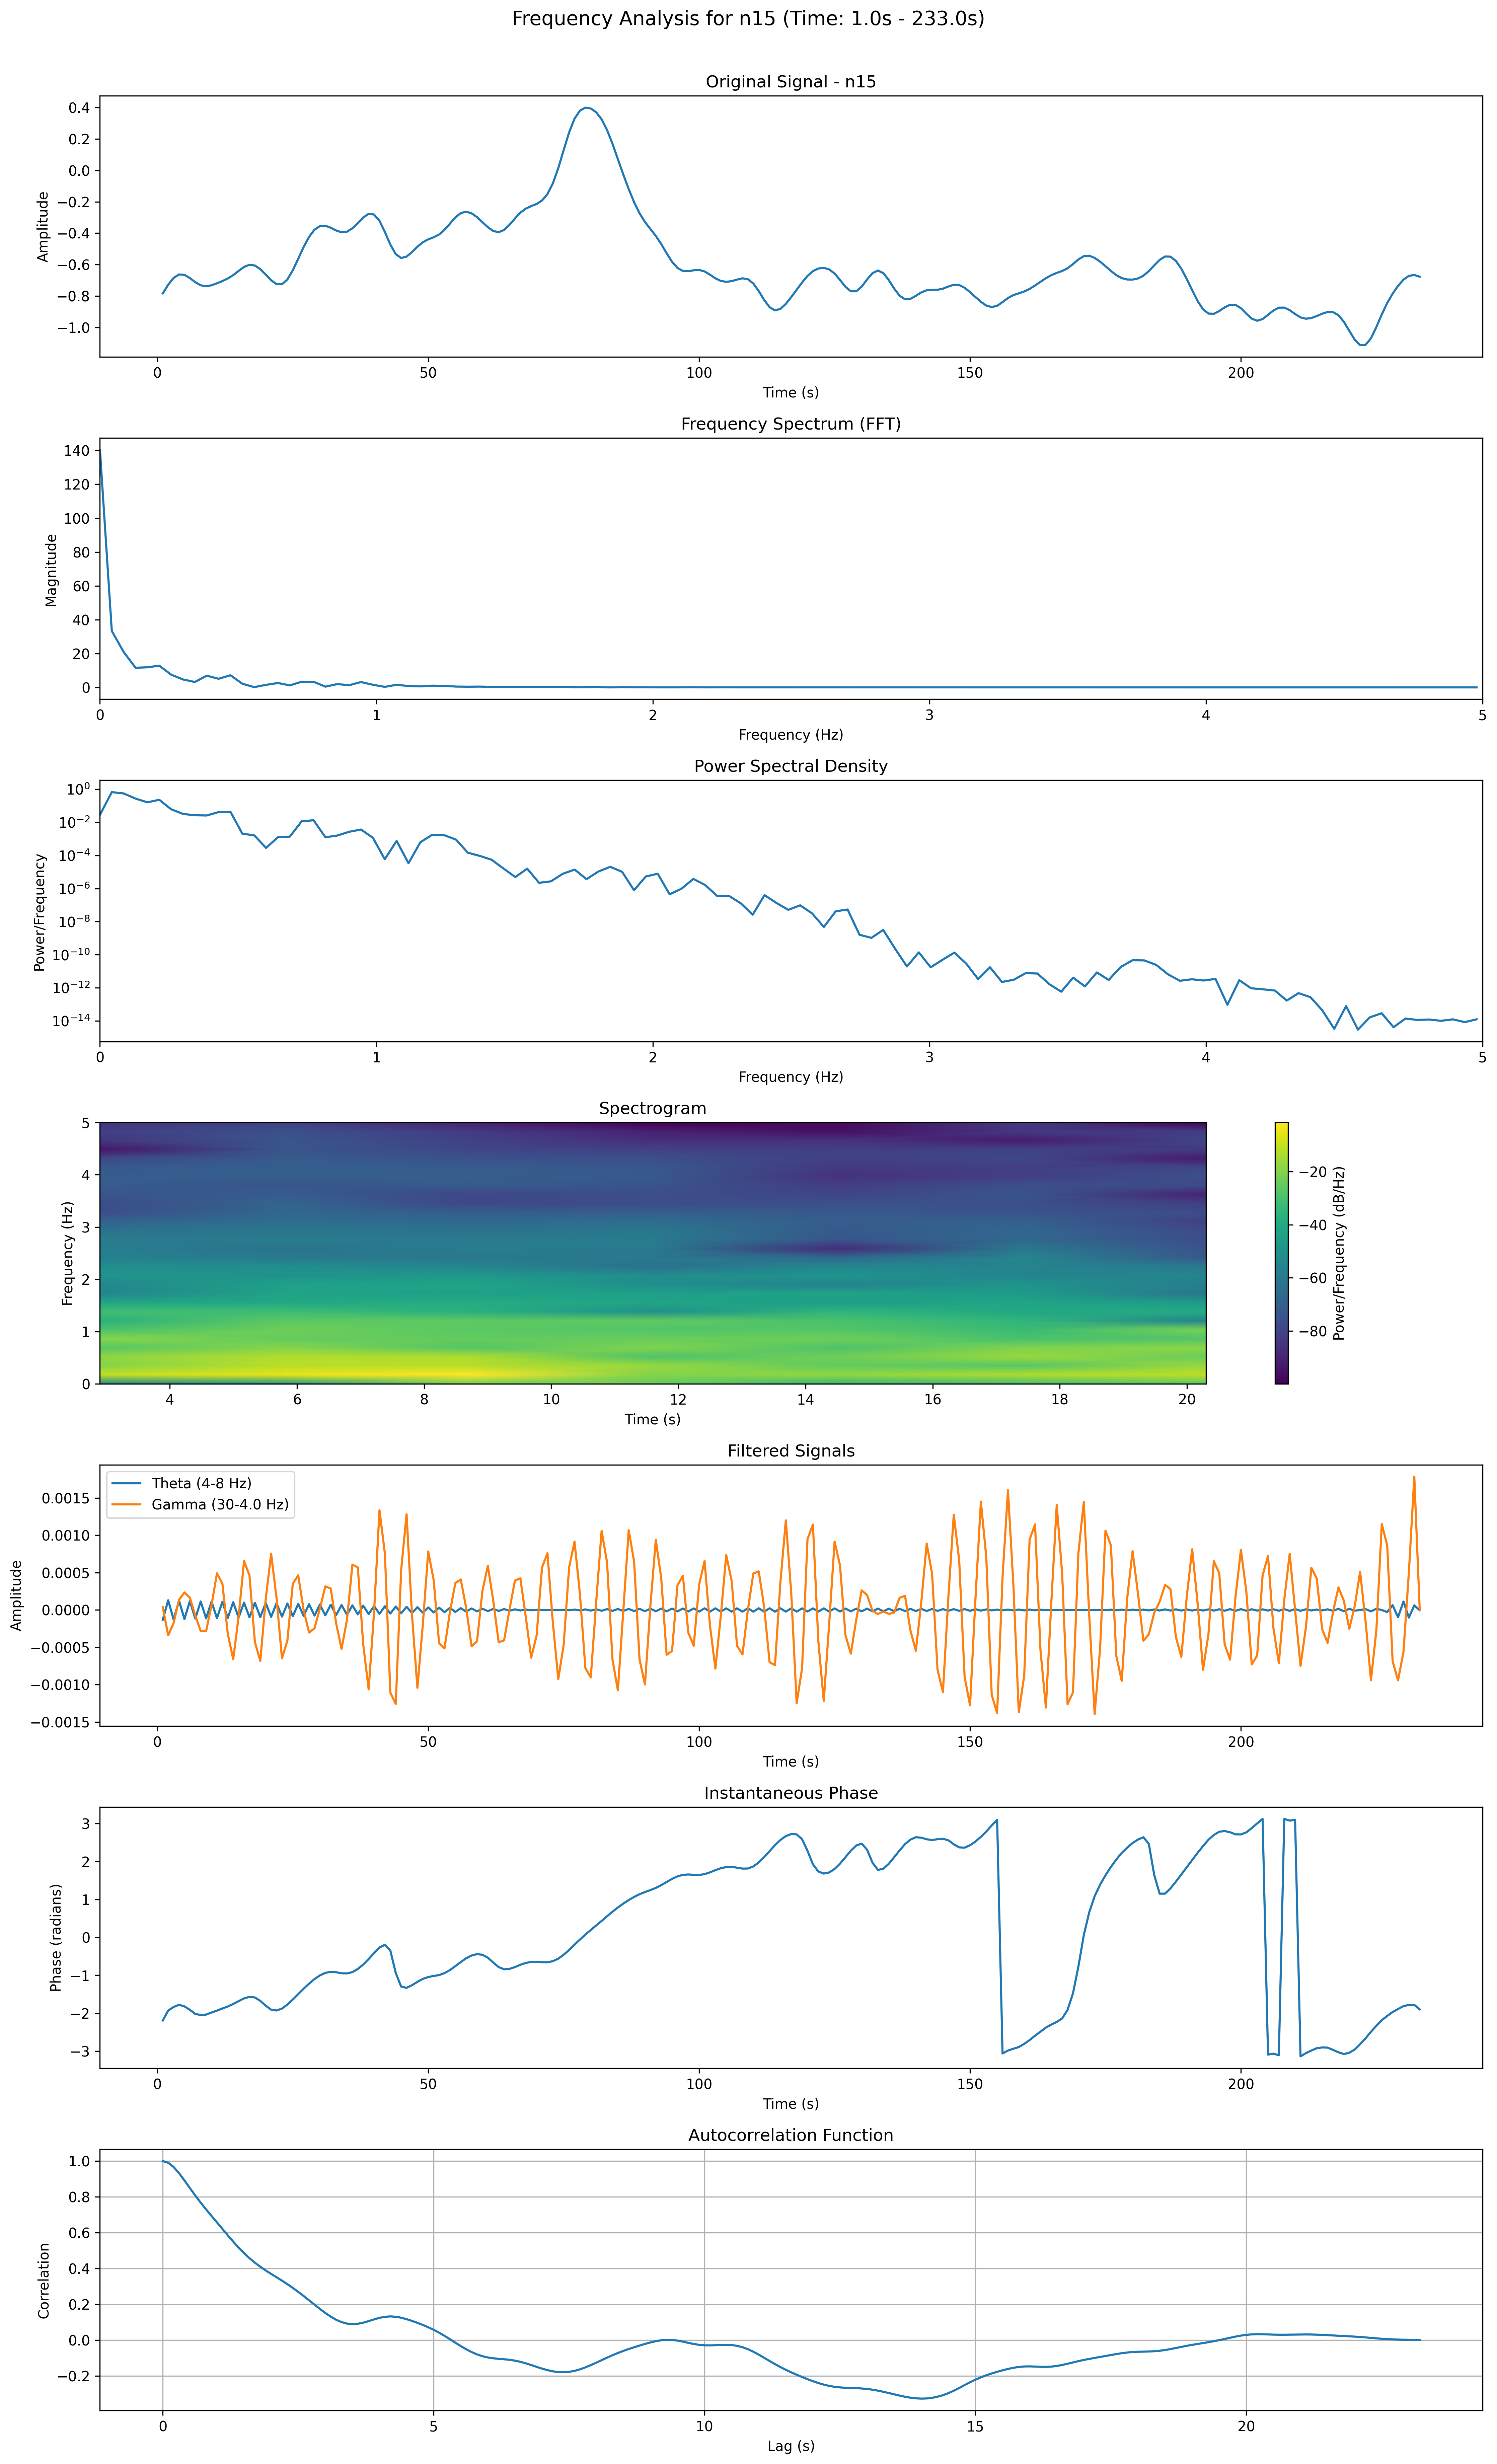 Frequency Analysis for n15 (Time: 1.0s - 233.0s)
Original Signal - n15
Amplitude
0.4
0.2
0.0
−0.2
−0.4
−0.6
−0.8
−1.0
0 50 100 150 200
Time (s)
Frequency Spectrum (FFT)
Magnitude
140
120
100
80
60
40
20
0
0 1 2 3 4 5
Frequency (Hz)
Power Spectral Density
Power/Frequency
10⁰
10⁻²
10⁻⁴
10⁻⁶
10⁻⁸
10⁻¹⁰
10⁻¹²
10⁻¹⁴
0 1 2 3 4 5
Frequency (Hz)
Spectrogram
Frequency (Hz)
5
4
3
2
1
0
4 6 8 10 12 14 16 18 20
Time (s)
−20
−40
−60
−80
Power/Frequency (dB/Hz)
Filtered Signals
Theta (4-8 Hz)
Gamma (30-4.0 Hz)
Amplitude
0.0015
0.0010
0.0005
0.0000
−0.0005
−0.0010
−0.0015
0 50 100 150 200
Time (s)
Instantaneous Phase
Phase (radians)
3
2
1
0
−1
−2
−3
0 50 100 150 200
Time (s)
Autocorrelation Function
Correlation
1.0
0.8
0.6
0.4
0.2
0.0
−0.2
0 5 10 15 20
Lag (s)